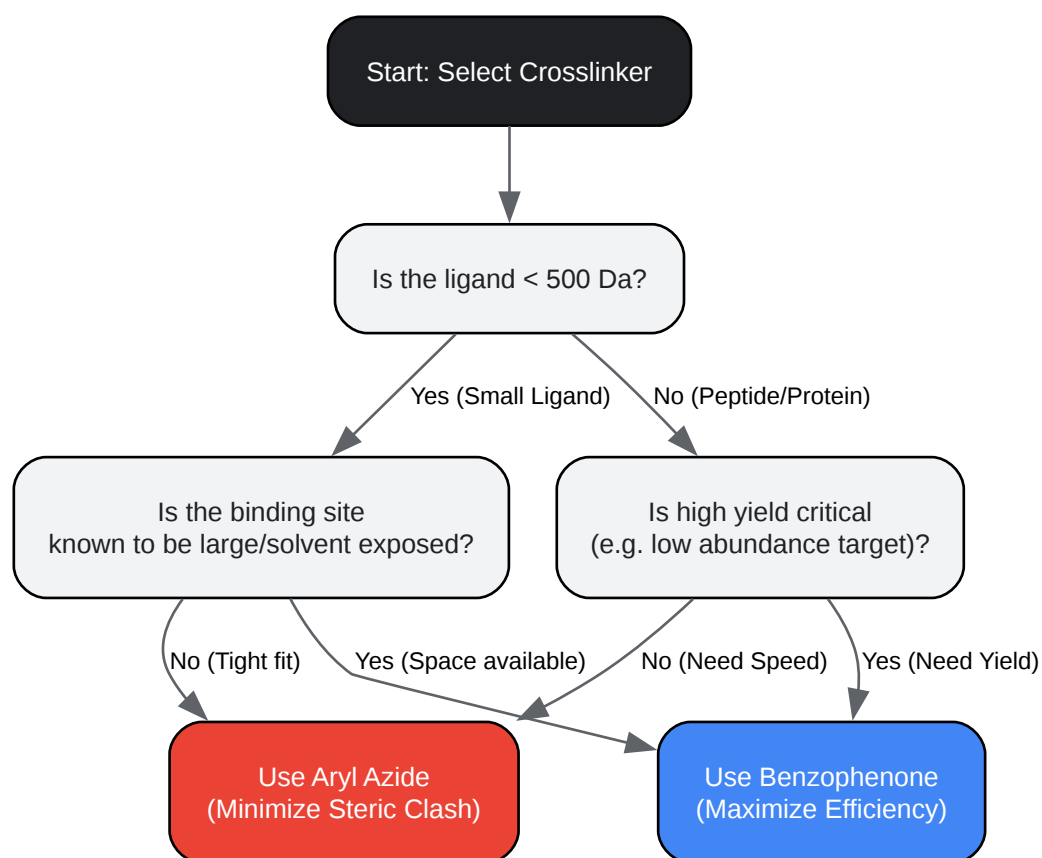 Start: Select Crosslinker
Is the ligand < 500 Da?
Yes (Small Ligand)
No (Peptide/Protein)
Is the binding site
known to be large/solvent exposed?
Is high yield critical
(e.g. low abundance target)?
No (Tight fit)
Yes (Space available)
No (Need Speed)
Yes (Need Yield)
Use Aryl Azide
(Minimize Steric Clash)
Use Benzophenone
(Maximize Efficiency)